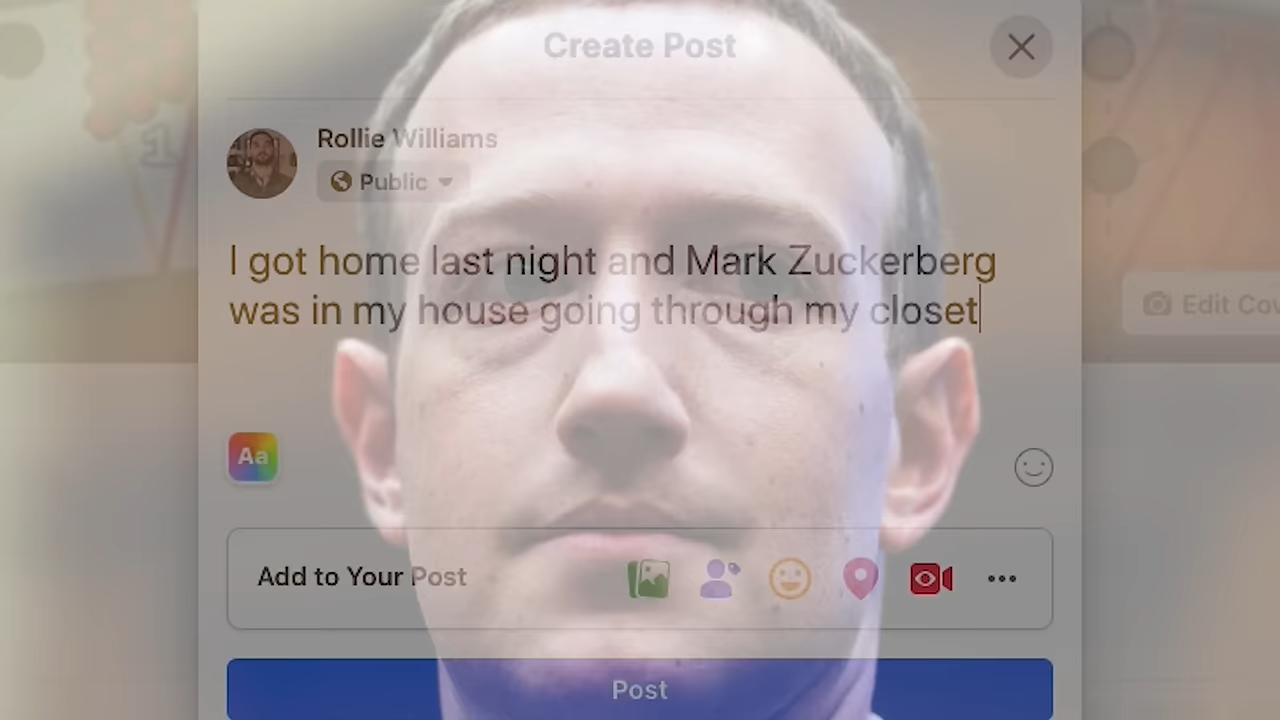 Create Post
Rollie Williams
Public
I got home last night and Mark Zuckerberg
was in my house going through my closet
Edit Cov
Aa
Add to Your Post
Post